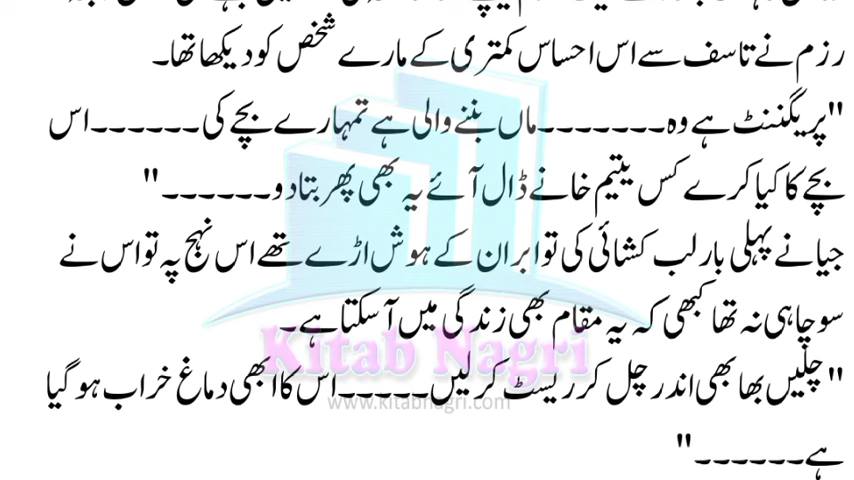 رزم نے تاسف سے اس احساس کمتری کے مارے شخص کو دیکھا تھا۔
"پریگننٹ ہے وہ۔۔۔۔۔۔۔ماں بننے والی ہے تمہارے بچے کی۔۔۔۔۔۔اس
بچے کا کیا کرے کس یتیم خانے ڈال آئے یہ بھی پھر بتا دو۔۔۔۔۔۔"
جیا نے پہلی بار لب کشائی کی تو ابران کے ہوش اڑے تھے اس نہج پہ تو اس نے
سوچا ہی نہ تھا کبھی کہ یہ مقام بھی زندگی میں آ سکتا ہے۔
Kitab Nagri
"چلیں بھابھی اندر چل کر ریسٹ کر لیں۔۔۔۔۔اس کا ابھی دماغ خراب ہو گیا
www.kitabnagri.com
ہے۔۔۔۔۔۔"